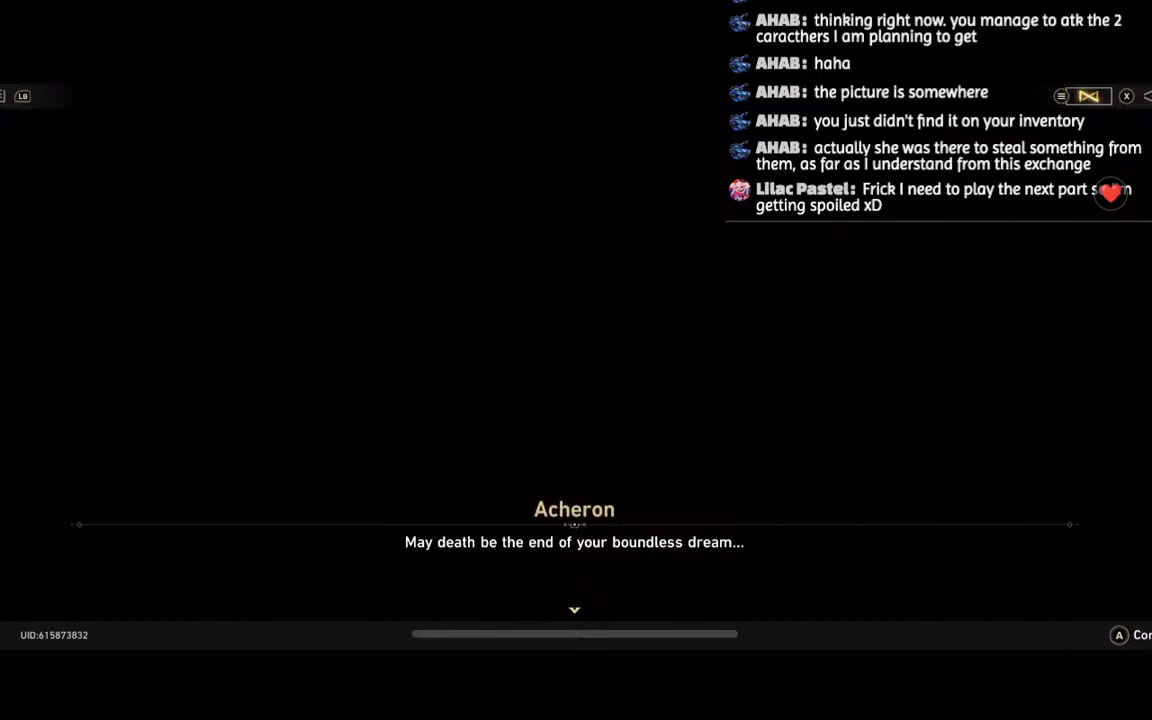 AHAB: thinking right now. you manage to atk the 2
caracthers I am planning to get
AHAB: haha
LB
AHAB: the picture is somewhere
X
AHAB: you just didn't find it on your inventory
AHAB: actually she was there to steal something from
them, as far as I understand from this exchange
Lilac Pastel: Frick I need to play the next part
getting spoiled xD
Acheron
May death be the end of your boundless dream...
UID:615873832
A